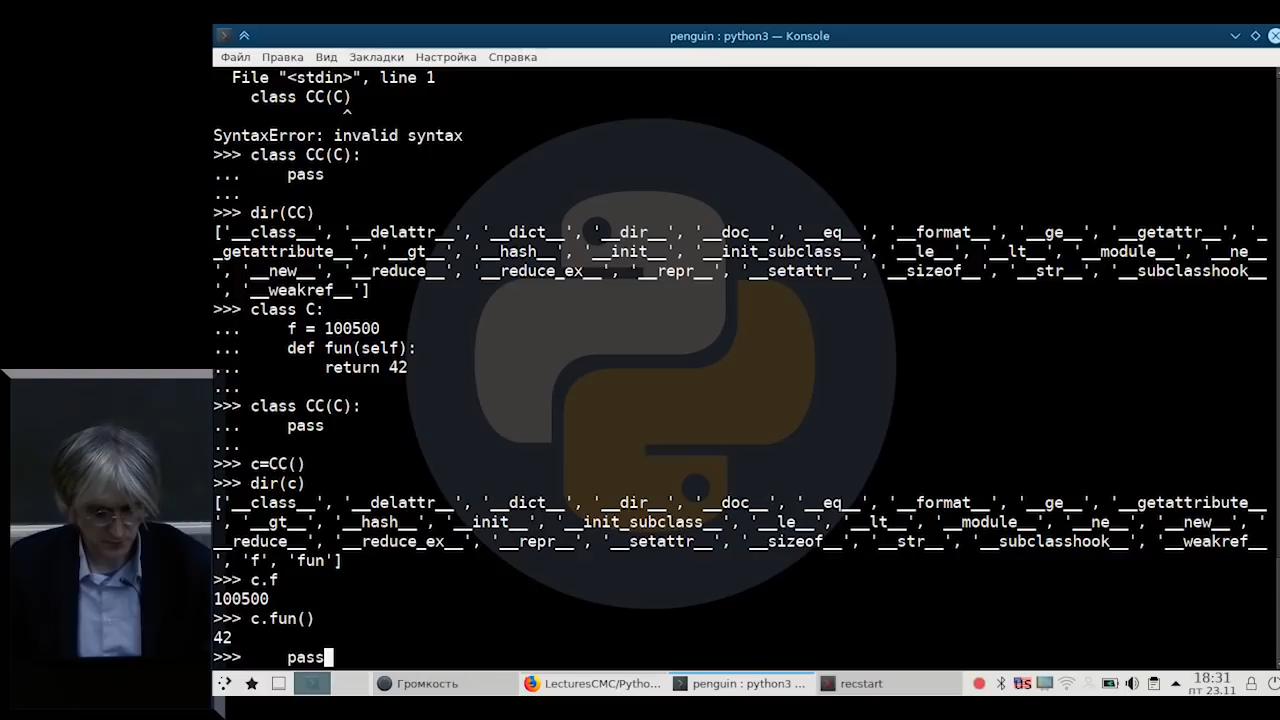 penguin : python3 — Konsole
Файл Правка Вид Закладки Настройка Справка
File "<stdin>", line 1
class CC(C)
^
SyntaxError: invalid syntax
>>> class CC(C):
... pass
...
>>> dir(CC)
['__class__', '__delattr__', '__dict__', '__dir__', '__doc__', '__eq__', '__format__', '__ge__', '__getattr__', '_
_getattribute__', '__gt__', '__hash__', '__init__', '__init_subclass__', '__le__', '__lt__', '__module__', '__ne__
', '__new__', '__reduce__', '__reduce_ex__', '__repr__', '__setattr__', '__sizeof__', '__str__', '__subclasshook__
', '__weakref__']
>>> class C:
... f = 100500
... def fun(self):
... return 42
...
>>> class CC(C):
... pass
...
>>> c=CC()
>>> dir(c)
['__class__', '__delattr__', '__dict__', '__dir__', '__doc__', '__eq__', '__format__', '__ge__', '__getattribute__
', '__gt__', '__hash__', '__init__', '__init_subclass__', '__le__', '__lt__', '__module__', '__ne__', '__new__', '
__reduce__', '__reduce_ex__', '__repr__', '__setattr__', '__sizeof__', '__str__', '__subclasshook__', '__weakref__
', 'f', 'fun']
>>> c.f
100500
>>> c.fun()
42
>>> pass
Громкость LecturesCMC/Pytho... penguin : python3 ... recstart us 18:31
пт 23.11